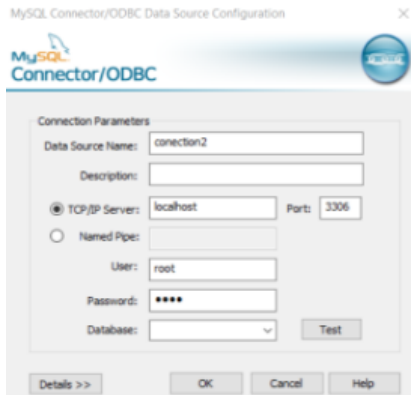 MySQL Connector/ODBC Data Source Configuration
MySQL
Connector/ODBC
Connection Parameters
Data Source Name: conection2
Description:
TCP/IP Server: localhost Port: 3306
Named Pipe:
User: root
Password: ••••
Database: Test
Details >> OK Cancel Help